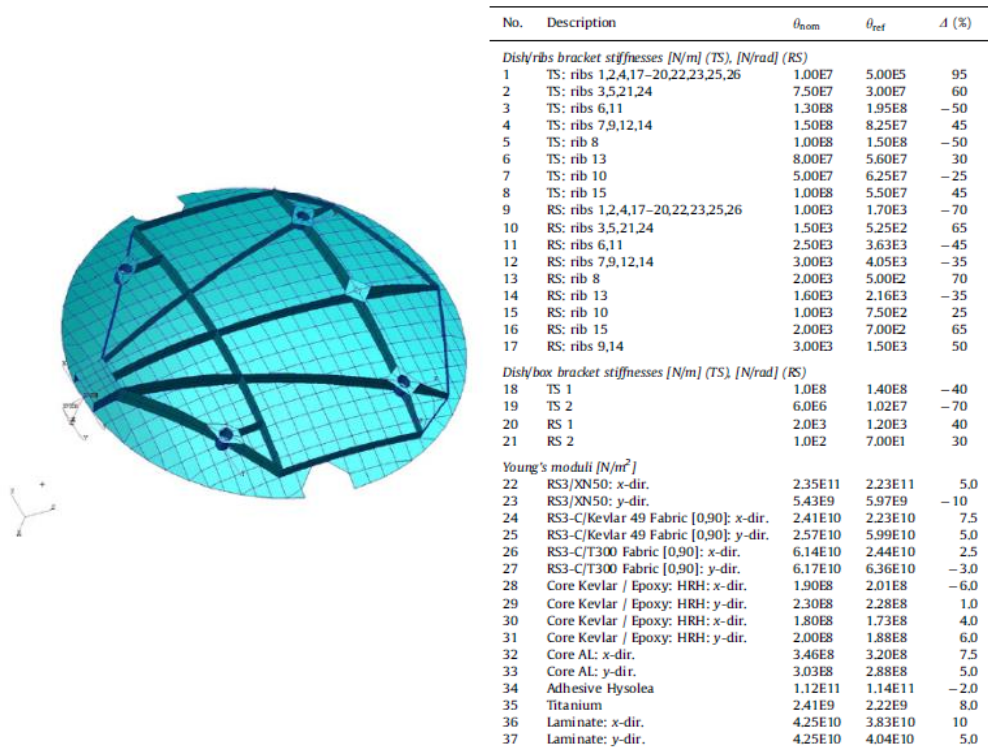 No. Description θnom θref Δ (%)
Dish/ribs bracket stiffnesses [N/m] (TS), [N/rad] (RS)
1 TS: ribs 1,2,4,17–20,22,23,25,26 1.00E7 5.00E5 95
2 TS: ribs 3,5,21,24 7.50E7 3.00E7 60
3 TS: ribs 6,11 1.30E8 1.95E8 −50
4 TS: ribs 7,9,12,14 1.50E8 8.25E7 45
5 TS: rib 8 1.00E8 1.50E8 −50
6 TS: rib 13 8.00E7 5.60E7 30
7 TS: rib 10 5.00E7 6.25E7 −25
8 TS: rib 15 1.00E8 5.50E7 45
9 RS: ribs 1,2,4,17–20,22,23,25,26 1.00E3 1.70E3 −70
10 RS: ribs 3,5,21,24 1.50E3 5.25E2 65
11 RS: ribs 6,11 2.50E3 3.63E3 −45
12 RS: ribs 7,9,12,14 3.00E3 4.05E3 −35
13 RS: rib 8 2.00E3 5.00E2 70
14 RS: rib 13 1.60E3 2.16E3 −35
15 RS: rib 10 1.00E3 7.50E2 25
16 RS: rib 15 2.00E3 7.00E2 65
17 RS: ribs 9,14 3.00E3 1.50E3 50
Dish/box bracket stiffnesses [N/m] (TS), [N/rad] (RS)
18 TS 1 1.0E8 1.40E8 −40
19 TS 2 6.0E6 1.02E7 −70
20 RS 1 2.0E3 1.20E3 40
21 RS 2 1.0E2 7.00E1 30
Young's moduli [N/m²]
22 RS3/XN50: x-dir. 2.35E11 2.23E11 5.0
23 RS3/XN50: y-dir. 5.43E9 5.97E9 −10
24 RS3-C/Kevlar 49 Fabric [0,90]: x-dir. 2.41E10 2.23E10 7.5
25 RS3-C/Kevlar 49 Fabric [0,90]: y-dir. 2.57E10 5.99E10 5.0
26 RS3-C/T300 Fabric [0,90]: x-dir. 6.14E10 2.44E10 2.5
27 RS3-C/T300 Fabric [0,90]: y-dir. 6.17E10 6.36E10 −3.0
28 Core Kevlar / Epoxy: HRH: x-dir. 1.90E8 2.01E8 −6.0
29 Core Kevlar / Epoxy: HRH: y-dir. 2.30E8 2.28E8 1.0
30 Core Kevlar / Epoxy: HRH: x-dir. 1.80E8 1.73E8 4.0
31 Core Kevlar / Epoxy: HRH: y-dir. 2.00E8 1.88E8 6.0
32 Core AL: x-dir. 3.46E8 3.20E8 7.5
33 Core AL: y-dir. 3.03E8 2.88E8 5.0
34 Adhesive Hysolea 1.12E11 1.14E11 −2.0
35 Titanium 2.41E9 2.22E9 8.0
36 Laminate: x-dir. 4.25E10 3.83E10 10
37 Laminate: y-dir. 4.25E10 4.04E10 5.0